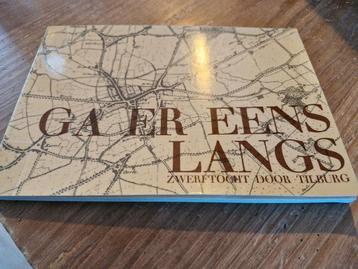 GA ER EENS
LANGS
ZWERFTOCHT DOOR TILBURG